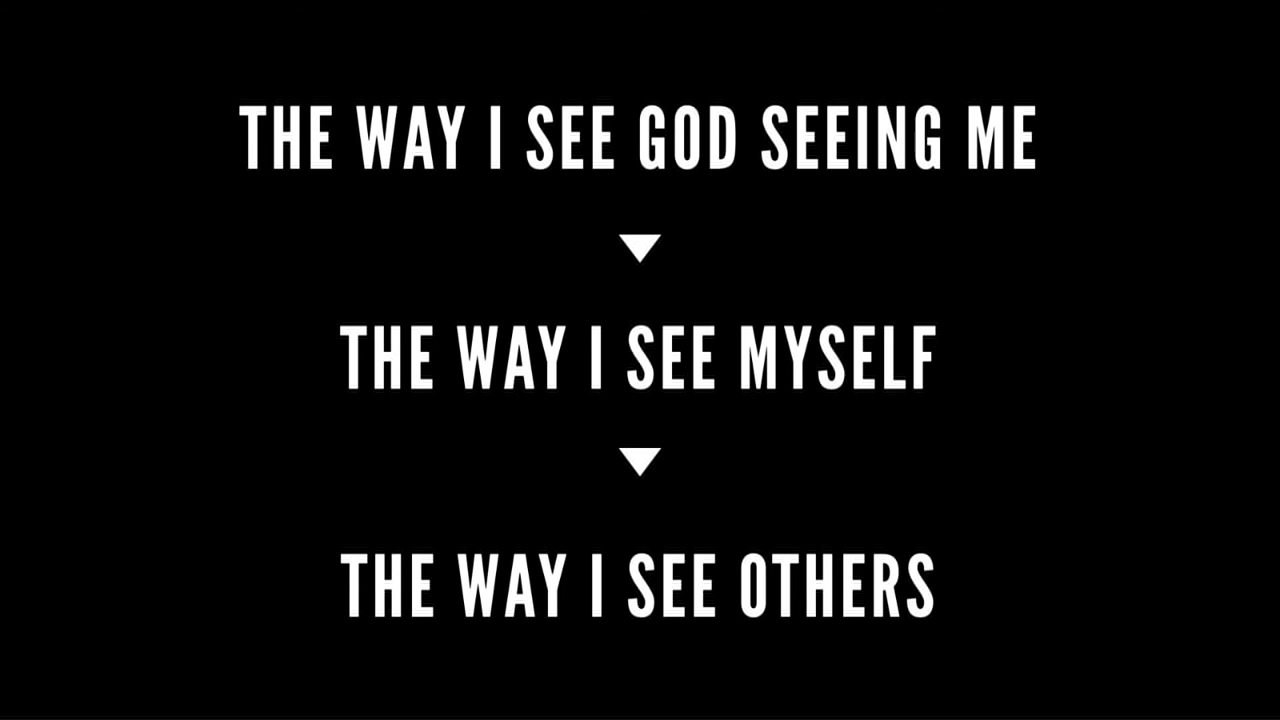 THE WAY I SEE GOD SEEING ME
THE WAY I SEE MYSELF
THE WAY I SEE OTHERS